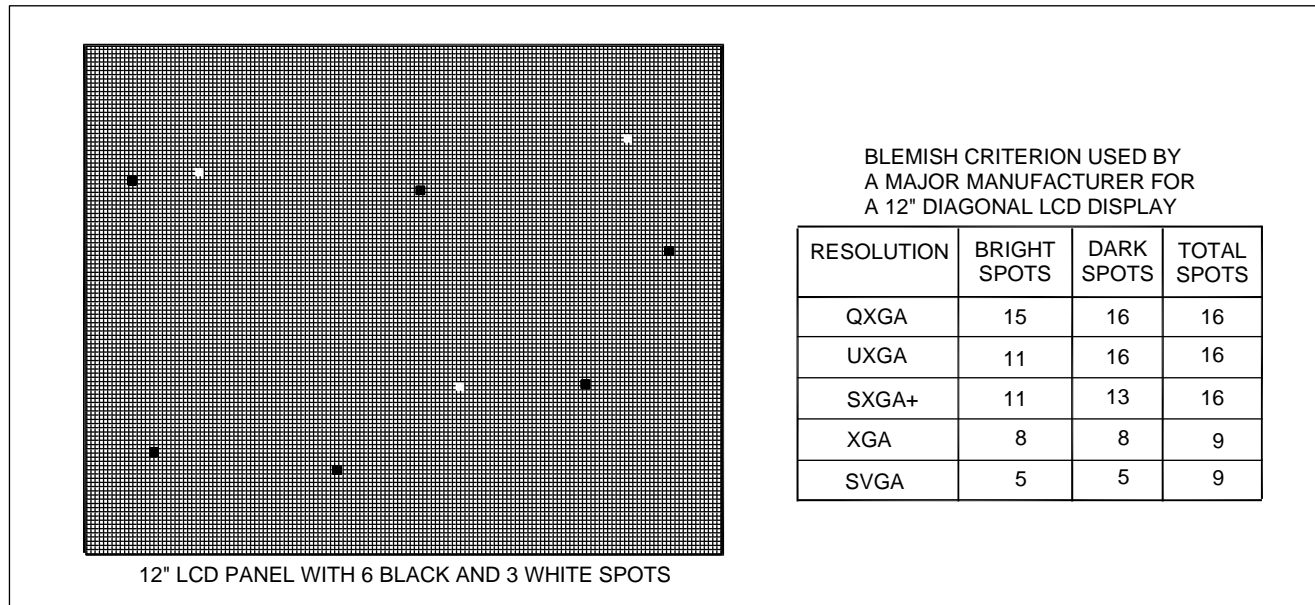 12" LCD PANEL WITH 6 BLACK AND 3 WHITE SPOTS
BLEMISH CRITERION USED BY
A MAJOR MANUFACTURER FOR
A 12" DIAGONAL LCD DISPLAY
RESOLUTION BRIGHT SPOTS DARK SPOTS TOTAL SPOTS
QXGA 15 16 16
UXGA 11 16 16
SXGA+ 11 13 16
XGA 8 8 9
SVGA 5 5 9